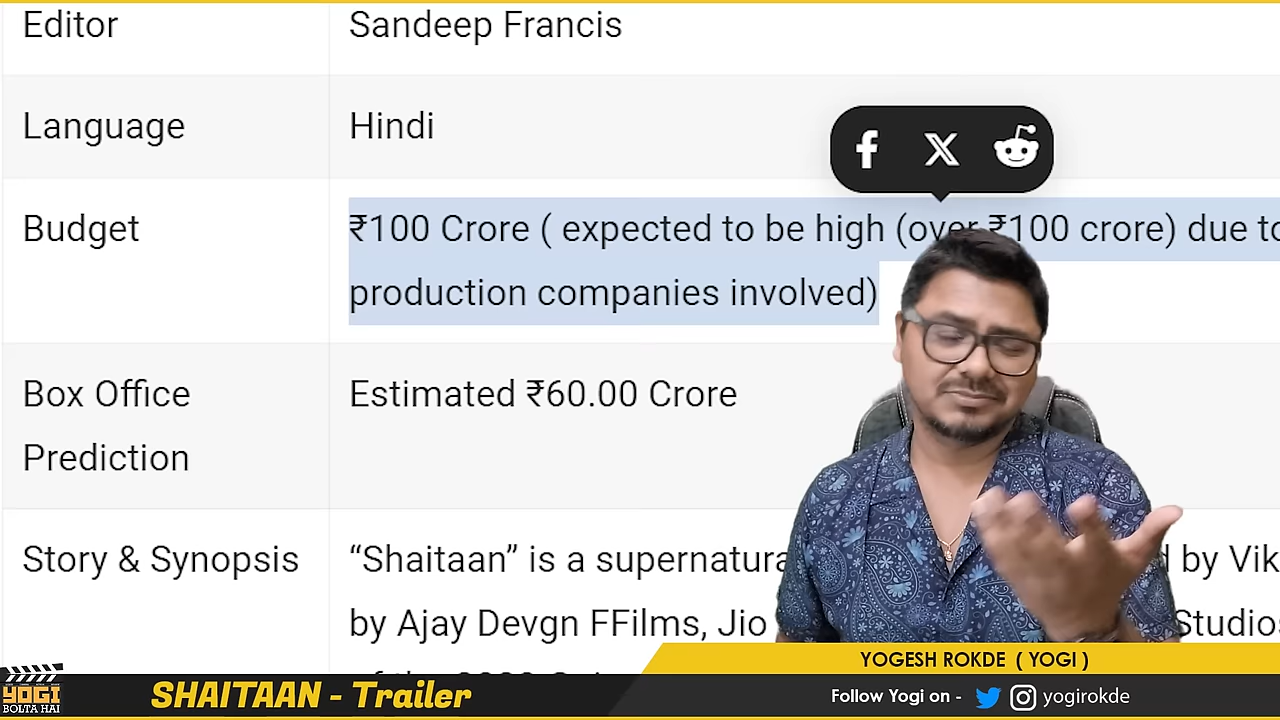 Editor
Sandeep Francis
Language
Hindi
Budget
₹100 Crore ( expected to be high (over ₹100 crore) due to
production companies involved)
Box Office
Prediction
Estimated ₹60.00 Crore
Story & Synopsis
“Shaitaan” is a supernatura
by Vik
by Ajay Devgn FFilms, Jio
Studios
YOGESH ROKDE ( YOGI )
YOGI
BOLTA HAI
SHAITAAN - Trailer
Follow Yogi on -
yogirokde